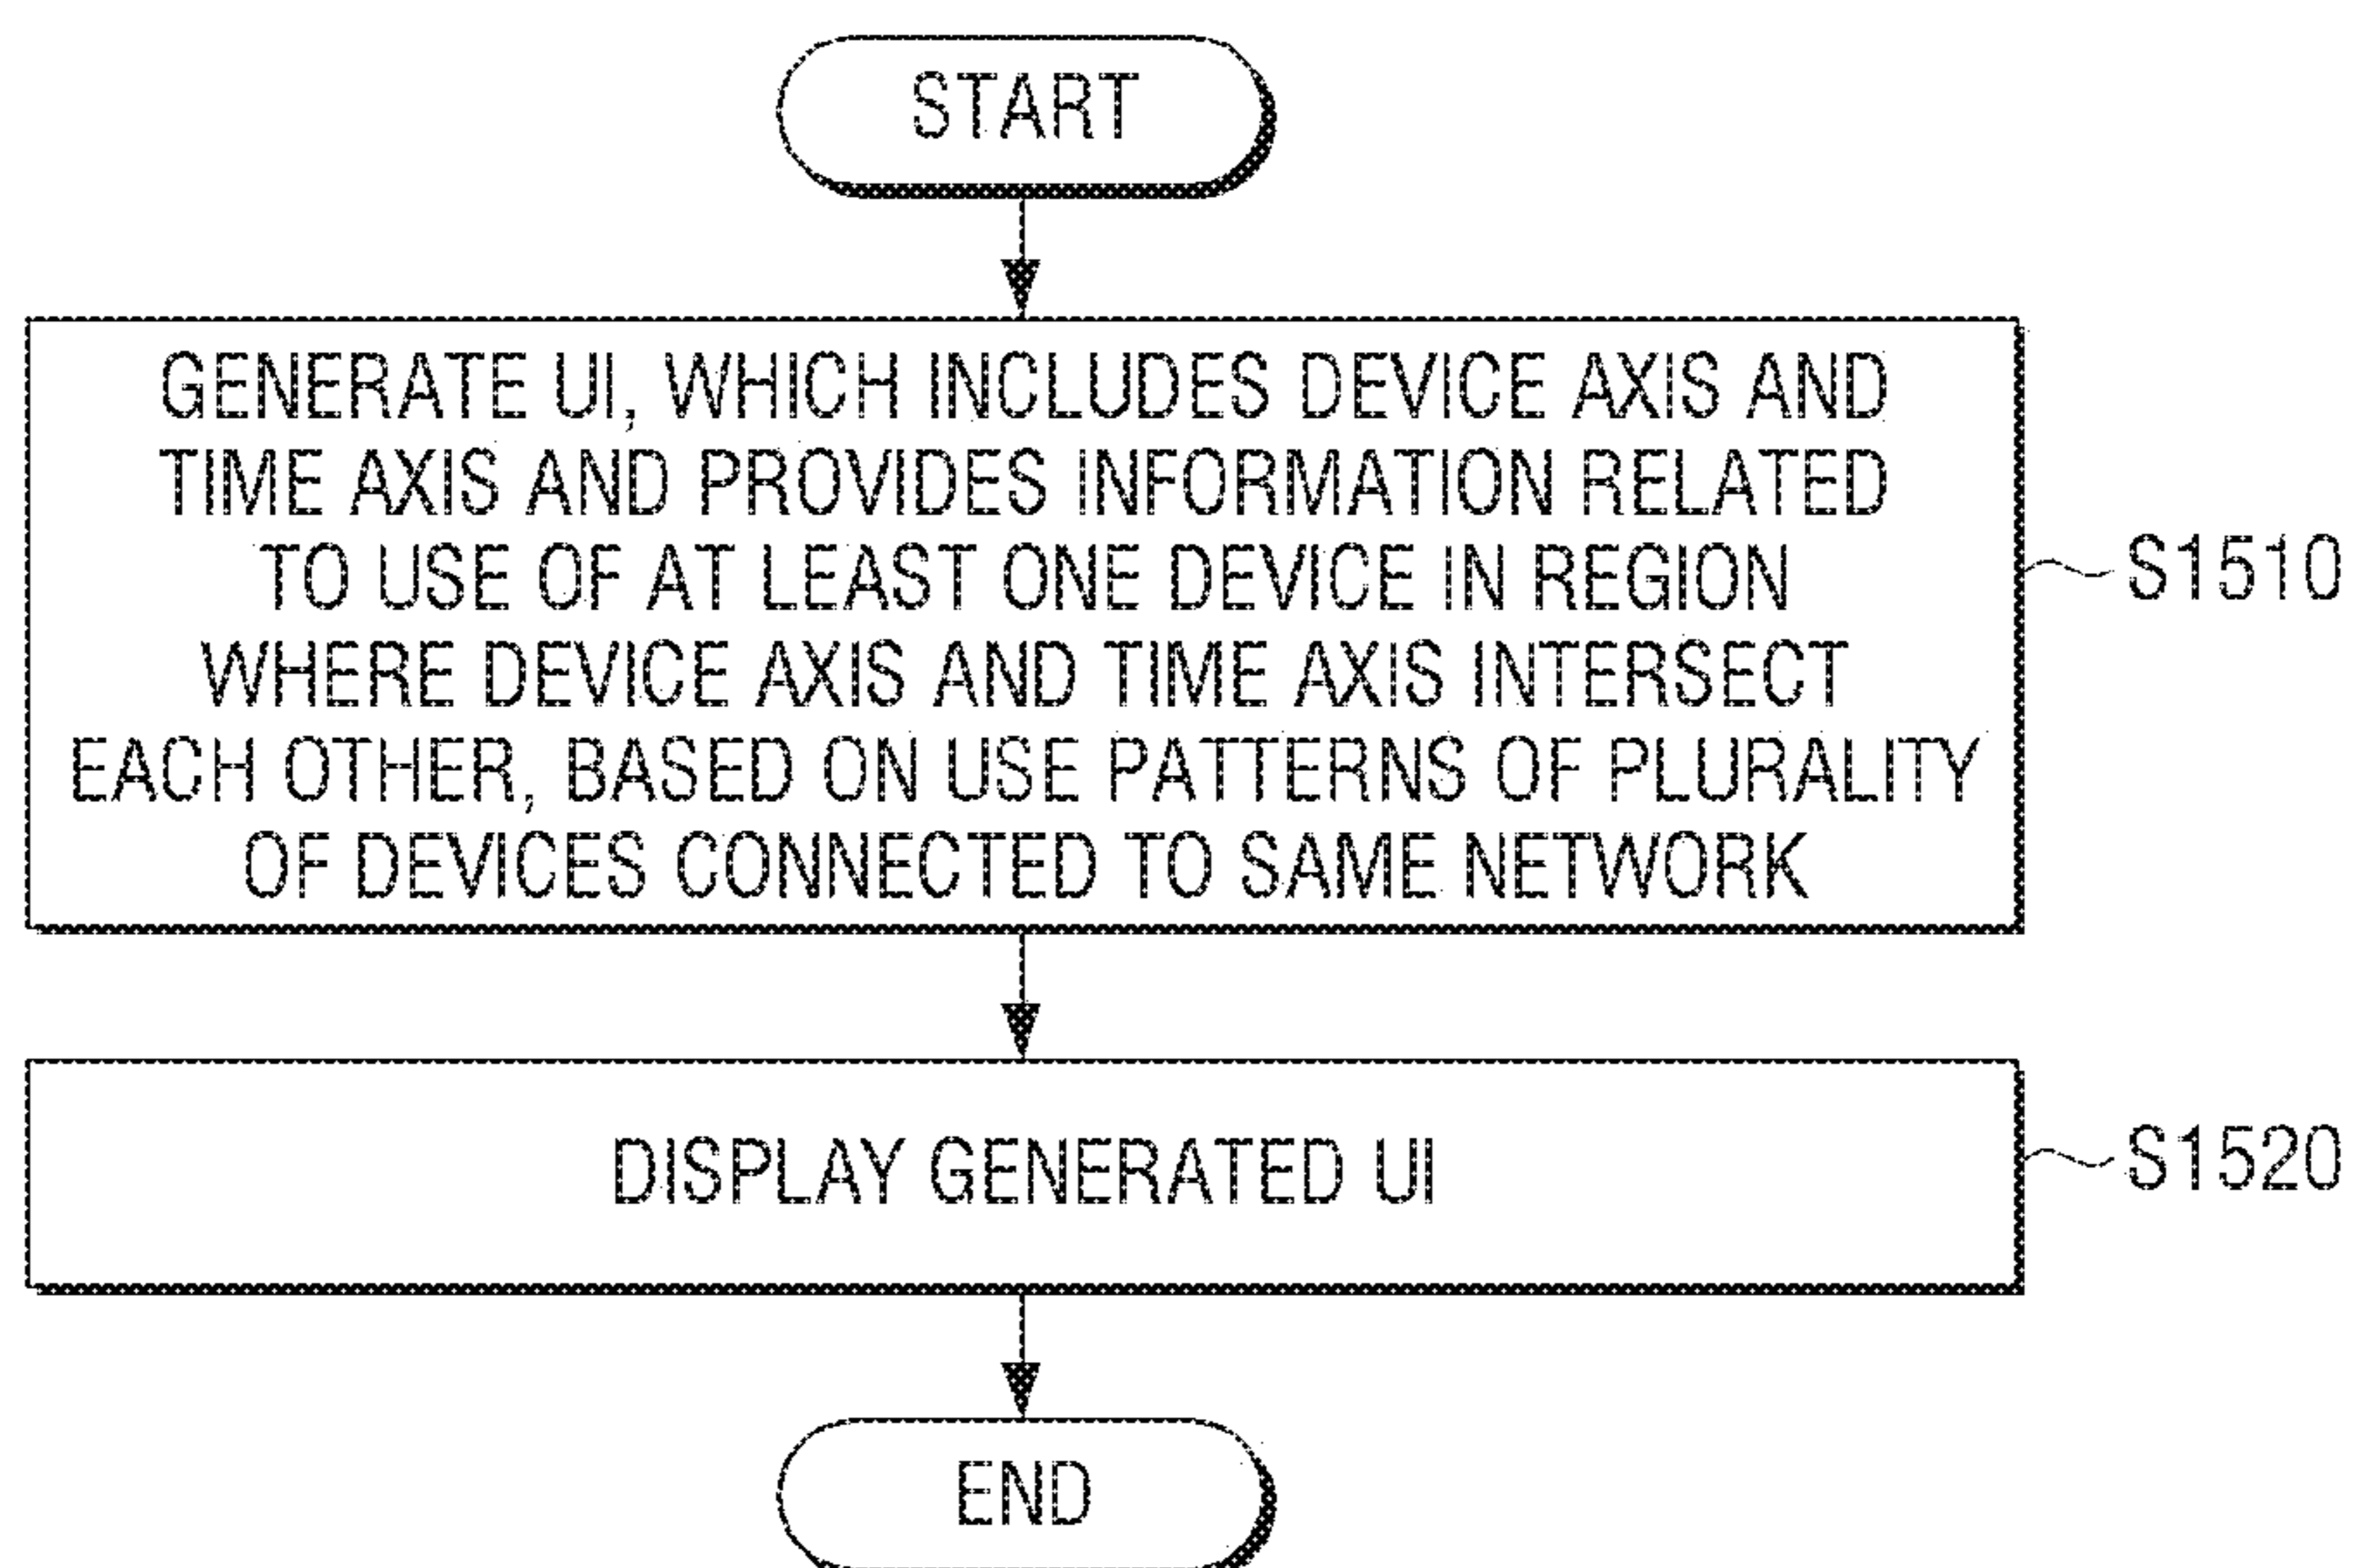 START
GENERATE UI, WHICH INCLUDES DEVICE AXIS AND
TIME AXIS AND PROVIDES INFORMATION RELATED
TO USE OF AT LEAST ONE DEVICE IN REGION
WHERE DEVICE AXIS AND TIME AXIS INTERSECT
EACH OTHER, BASED ON USE PATTERNS OF PLURALITY
OF DEVICES CONNECTED TO SAME NETWORK
S1510
DISPLAY GENERATED UI
S1520
END